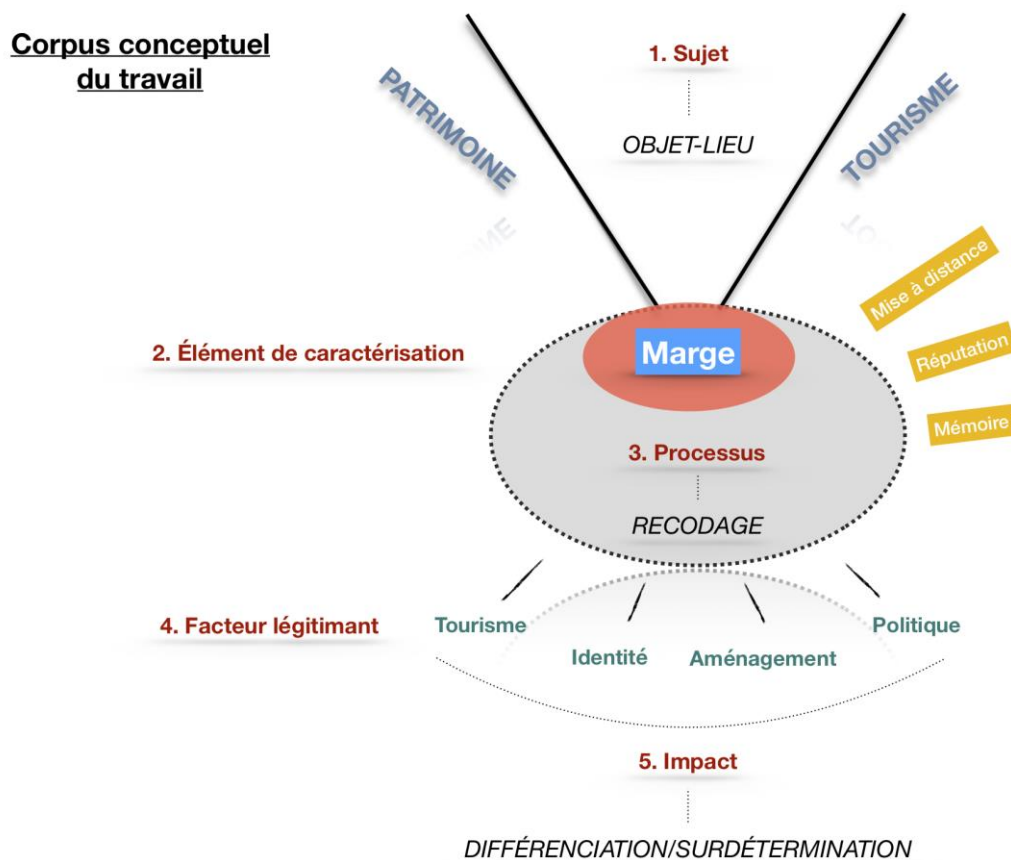 Corpus conceptuel
du travail
1. Sujet
PATRIMOINE
TOURISME
OBJET-LIEU
Mise à distance
2. Élément de caractérisation
Marge
Réputation
Mémoire
3. Processus
RECODAGE
4. Facteur légitimant
Tourisme
Politique
Identité
Aménagement
5. Impact
DIFFÉRENCIATION/SURDÉTERMINATION